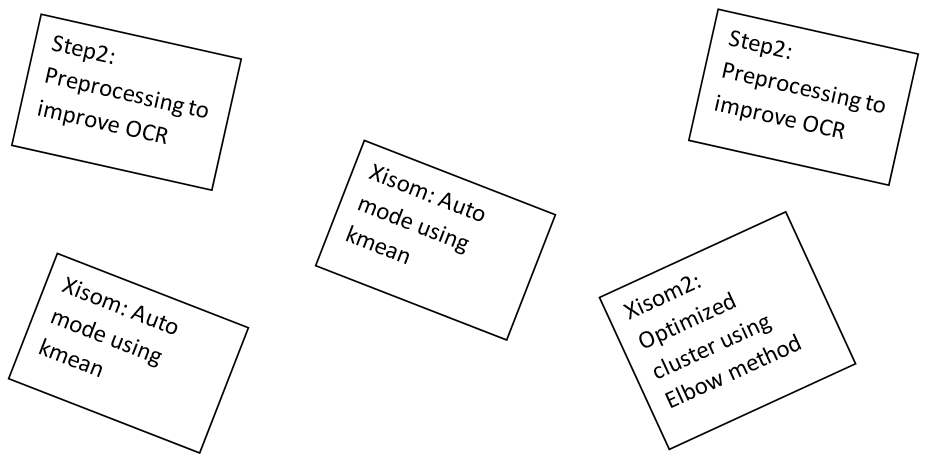 Step2:
Preprocessing to
improve OCR
Step2:
Preprocessing to
improve OCR
Xisom: Auto
mode using
kmean
Xisom: Auto
mode using
kmean
Xisom2:
Optimized
cluster using
Elbow method